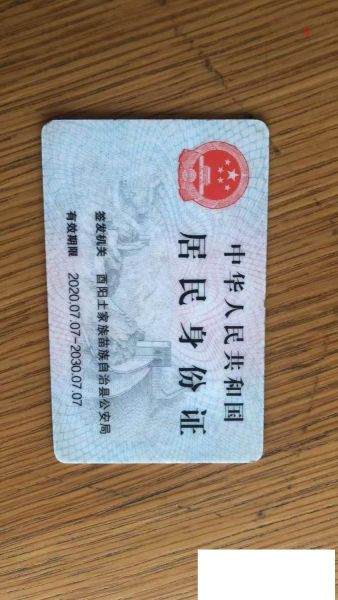 中华人民共和国
居民身份证
签发机关 酉阳土家族苗族自治县公安局
有效期限 2020.07.07-2030.07.07